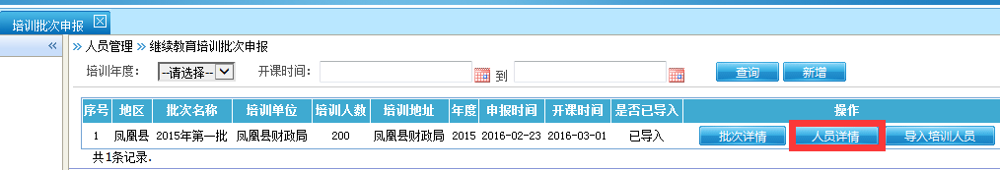 培训批次申报
« » 人员管理 » 继续教育培训批次申报
培训年度： --请选择-- 开课时间： 到 查询 新增
序号 地区 批次名称 培训单位 培训人数 培训地址 年度 申报时间 开课时间 是否已导入 操作
1 凤凰县 2015年第一批 凤凰县财政局 200 凤凰县财政局 2015 2016-02-23 2016-03-01 已导入 批次详情 人员详情 导入培训人员
共1条记录.